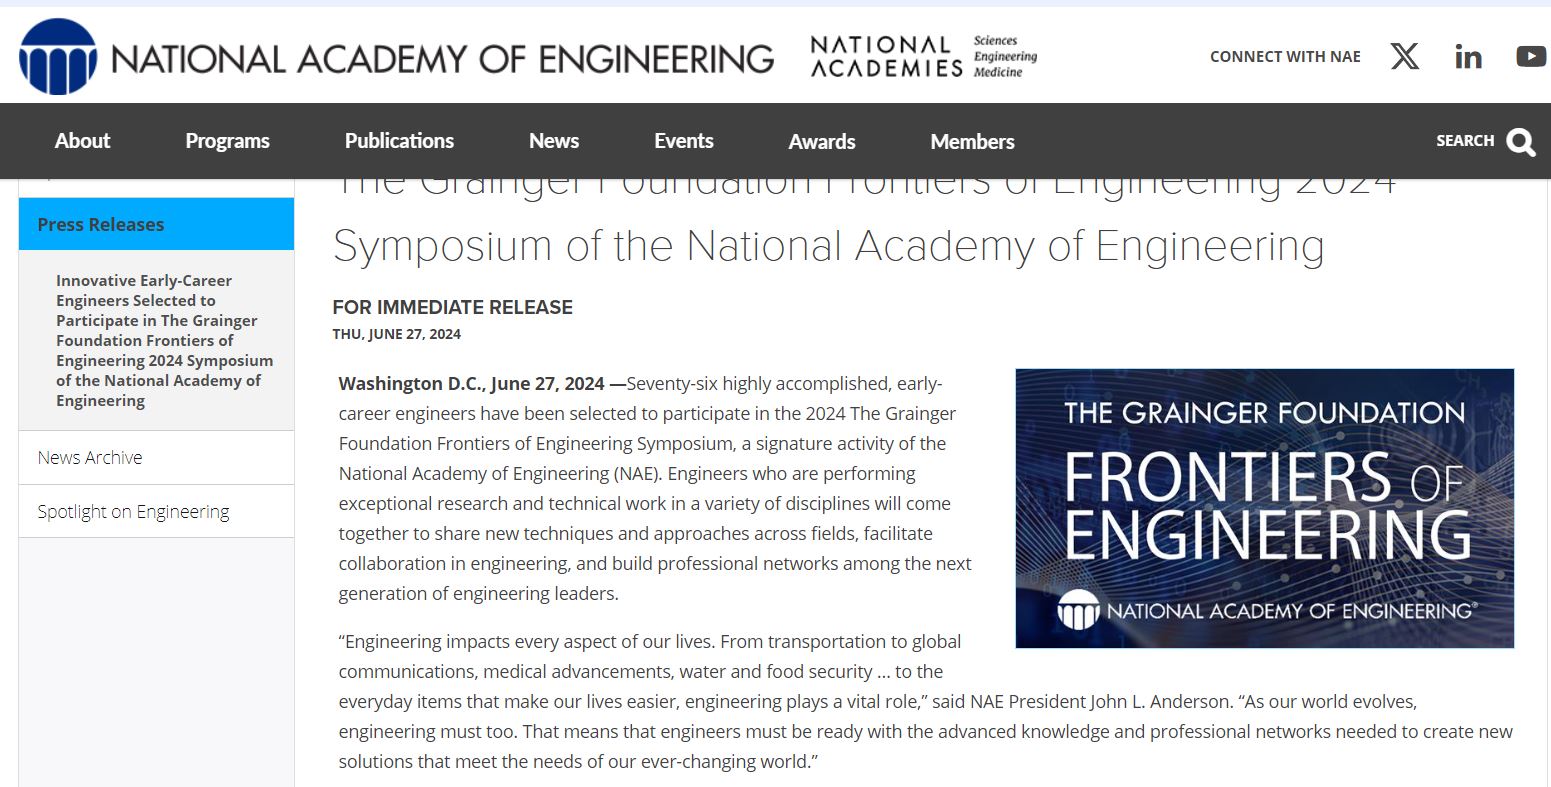 NATIONAL ACADEMY OF ENGINEERING
NATIONAL
ACADEMIES
Sciences
Engineering
Medicine
CONNECT WITH NAE
About Programs Publications News Events Awards Members
SEARCH
Press Releases
Innovative Early-Career
Engineers Selected to
Participate in The Grainger
Foundation Frontiers of
Engineering 2024 Symposium
of the National Academy of
Engineering
News Archive
Spotlight on Engineering
The Grainger Foundation Frontiers of Engineering 2024
Symposium of the National Academy of Engineering
FOR IMMEDIATE RELEASE
THU, JUNE 27, 2024
Washington D.C., June 27, 2024 —Seventy-six highly accomplished, early-
career engineers have been selected to participate in the 2024 The Grainger
Foundation Frontiers of Engineering Symposium, a signature activity of the
National Academy of Engineering (NAE). Engineers who are performing
exceptional research and technical work in a variety of disciplines will come
together to share new techniques and approaches across fields, facilitate
collaboration in engineering, and build professional networks among the next
generation of engineering leaders.
THE GRAINGER FOUNDATION
FRONTIERS OF
ENGINEERING
NATIONAL ACADEMY OF ENGINEERING®
“Engineering impacts every aspect of our lives. From transportation to global
communications, medical advancements, water and food security ... to the
everyday items that make our lives easier, engineering plays a vital role,” said NAE President John L. Anderson. “As our world evolves,
engineering must too. That means that engineers must be ready with the advanced knowledge and professional networks needed to create new
solutions that meet the needs of our ever-changing world.”